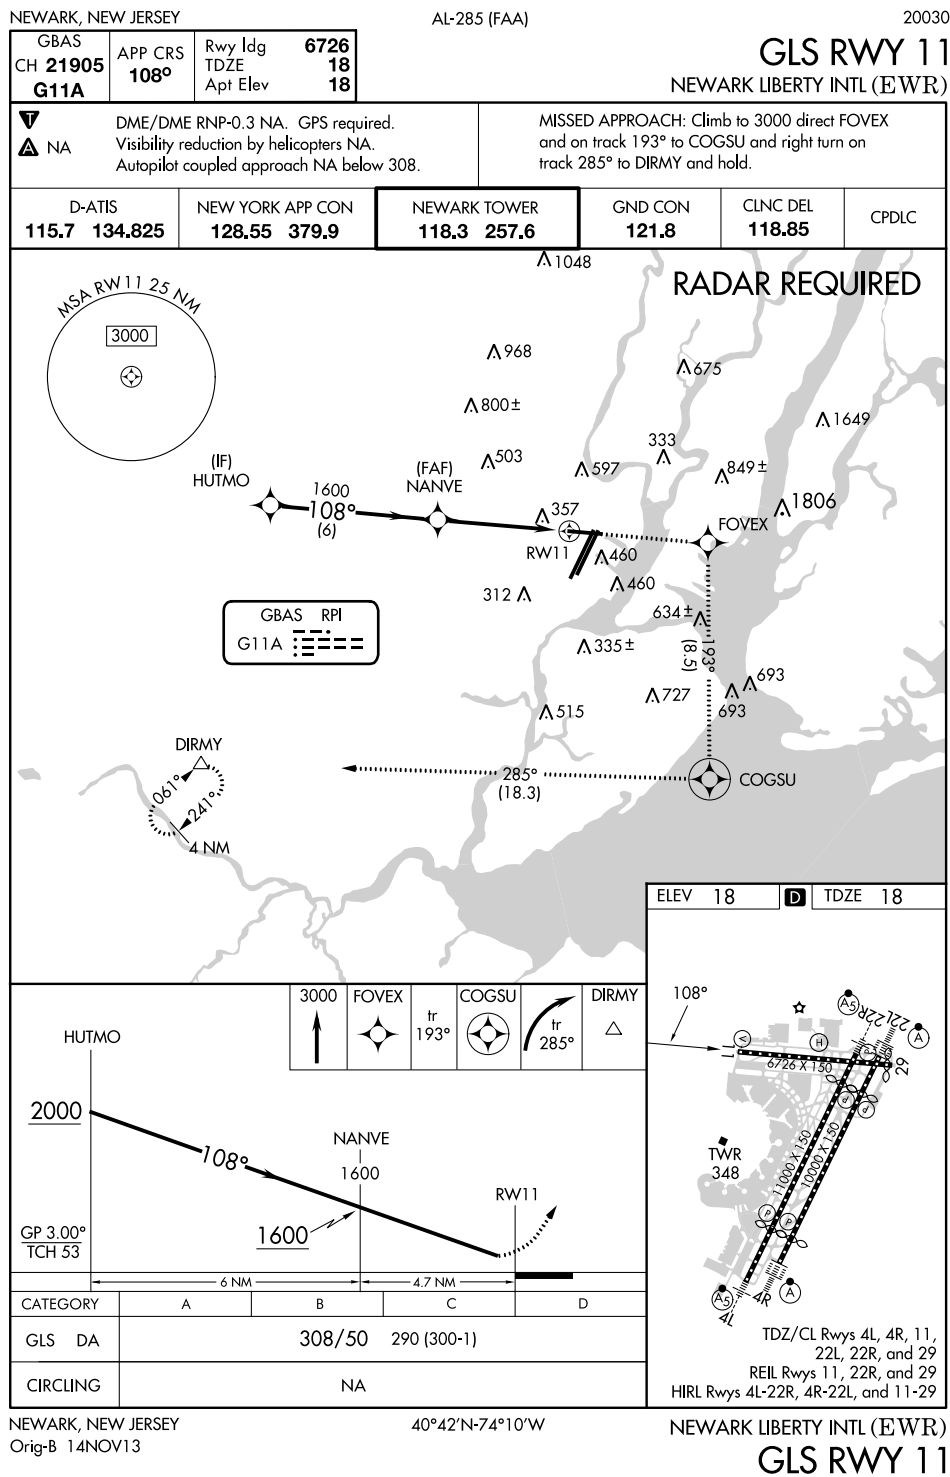 NEWARK, NEW JERSEY
AL-285 (FAA)
20030
GBAS
CH 21905
G11A
APP CRS
108°
Rwy ldg 6726
TDZE 18
Apt Elev 18
GLS RWY 11
NEWARK LIBERTY INTL (EWR)
T
A NA
DME/DME RNP-0.3 NA. GPS required.
Visibility reduction by helicopters NA.
Autopilot coupled approach NA below 308.
MISSED APPROACH: Climb to 3000 direct FOVEX
and on track 193° to COGSU and right turn on
track 285° to DIRMY and hold.
D-ATIS
115.7 134.825
NEW YORK APP CON
128.55 379.9
NEWARK TOWER
118.3 257.6
GND CON
121.8
CLNC DEL
118.85
CPDLC
RADAR REQUIRED
MSA RW11 25 NM
3000
1048
968
675
800±
1649
333
503
597
849±
1806
(IF)
HUTMO
(FAF)
NANVE
1600
108°
(6)
357
RW11
FOVEX
460
460
312
634±
GBAS RPI
G11A
335±
193°
(8.5)
693
727
693
515
DIRMY
061°
241°
4 NM
285°
(18.3)
COGSU
ELEV 18
D
TDZE 18
108°
A5
22R
22L
A
V
H
P
11
29
6726 X 150
P
P
TWR
348
11000 X 150
10000 X 150
P
P
A5
4L
4R
A
TDZ/CL Rwys 4L, 4R, 11,
22L, 22R, and 29
REIL Rwys 11, 22R, and 29
HIRL Rwys 4L-22R, 4R-22L, and 11-29
3000
FOVEX
tr
193°
COGSU
tr
285°
DIRMY
HUTMO
2000
108°
NANVE
1600
1600
RW11
GP 3.00°
TCH 53
6 NM
4.7 NM
CATEGORY A B C D
GLS DA 308/50 290 (300-1)
CIRCLING NA
NEWARK, NEW JERSEY
Orig-B 14NOV13
40°42'N-74°10'W
NEWARK LIBERTY INTL (EWR)
GLS RWY 11